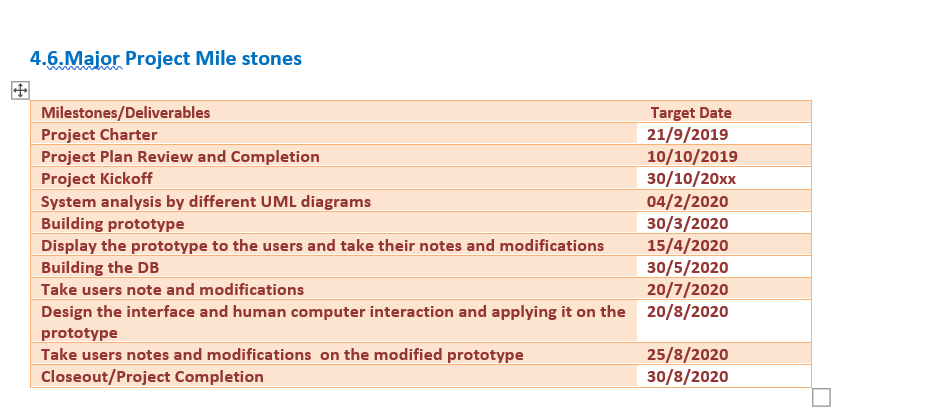 4.6.Major Project Mile stones
Milestones/Deliverables Target Date
Project Charter 21/9/2019
Project Plan Review and Completion 10/10/2019
Project Kickoff 30/10/20xx
System analysis by different UML diagrams 04/2/2020
Building prototype 30/3/2020
Display the prototype to the users and take their notes and modifications 15/4/2020
Building the DB 30/5/2020
Take users note and modifications 20/7/2020
Design the interface and human computer interaction and applying it on the 20/8/2020
prototype
Take users notes and modifications  on the modified prototype 25/8/2020
Closeout/Project Completion 30/8/2020